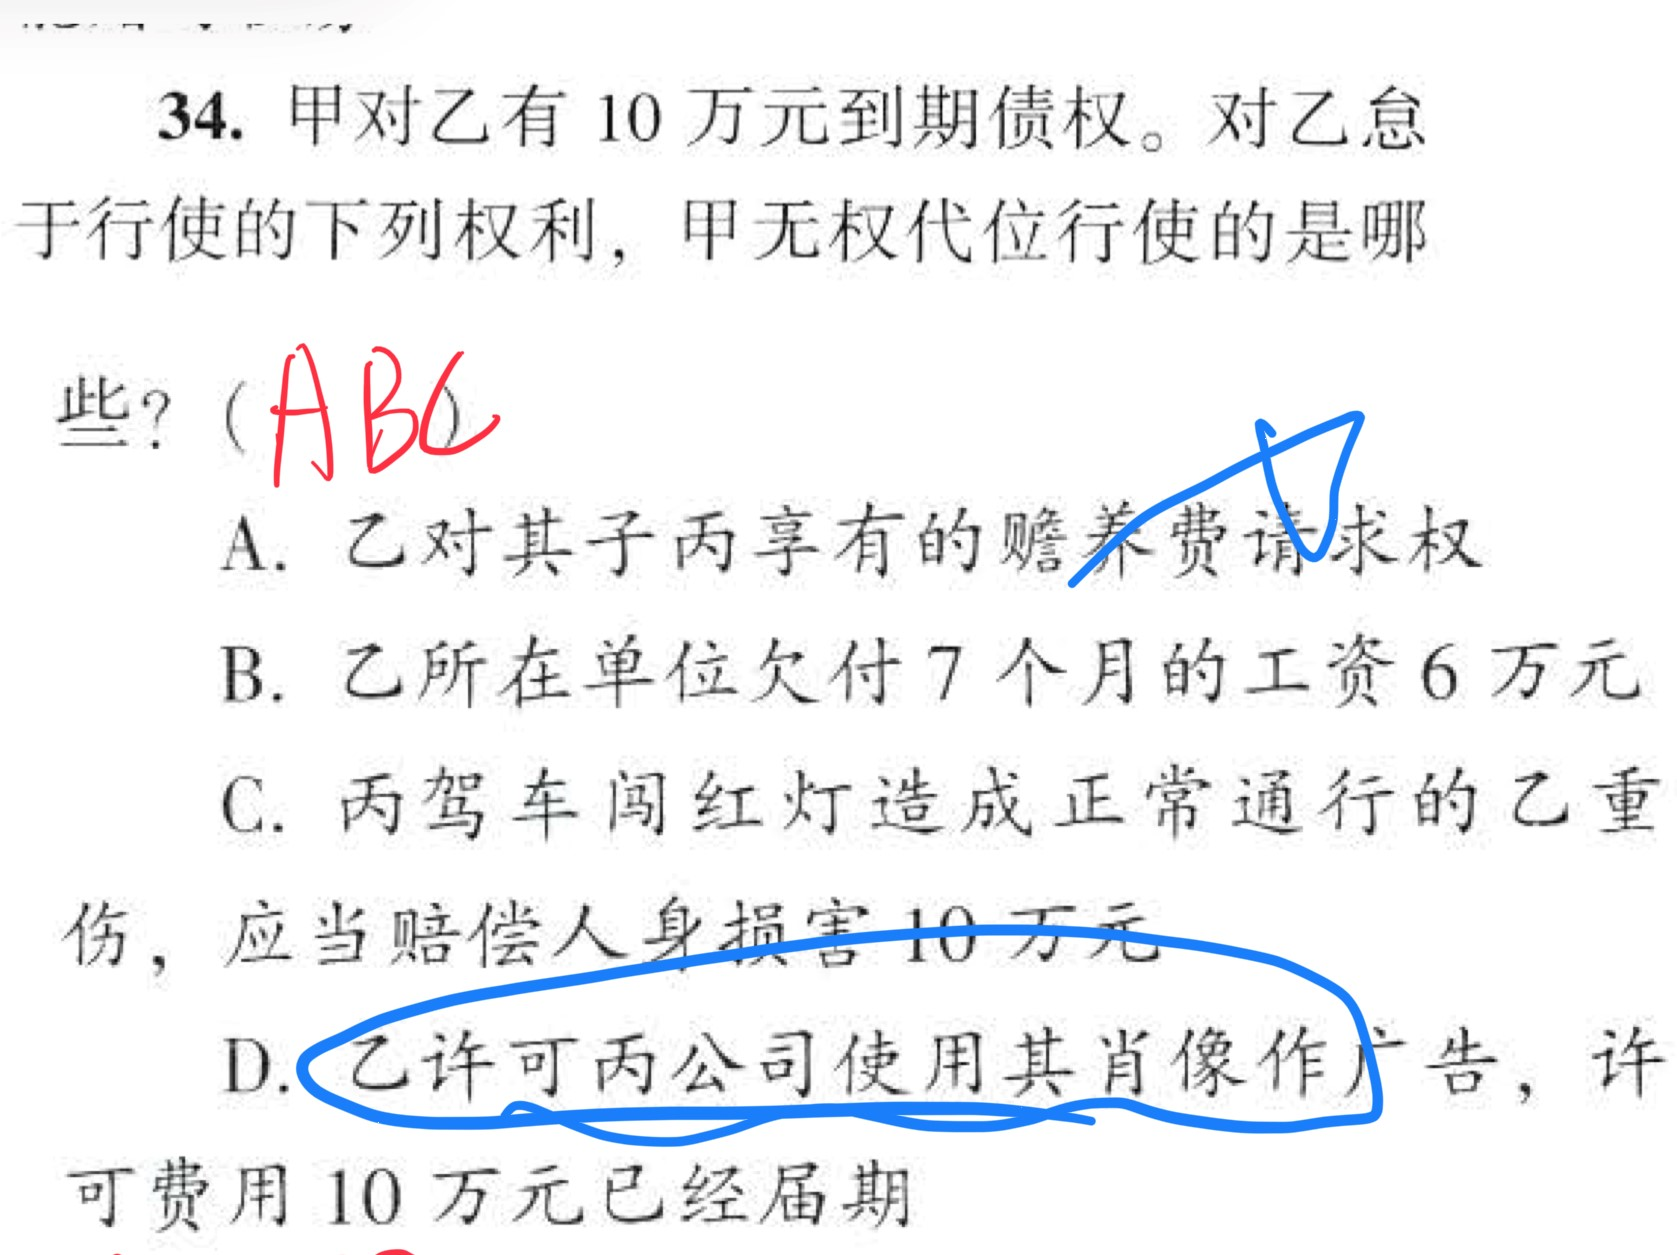 34. 甲对乙有 10 万元到期债权。对乙怠
于行使的下列权利，甲无权代位行使的是哪
些？（ABC）
A. 乙对其子丙享有的赡养费请求权
B. 乙所在单位欠付 7 个月的工资 6 万元
C. 丙驾车闯红灯造成正常通行的乙重
伤，应当赔偿人身损害 10 万元
D. 乙许可丙公司使用其肖像作广告，许
可费用 10 万元已经届期